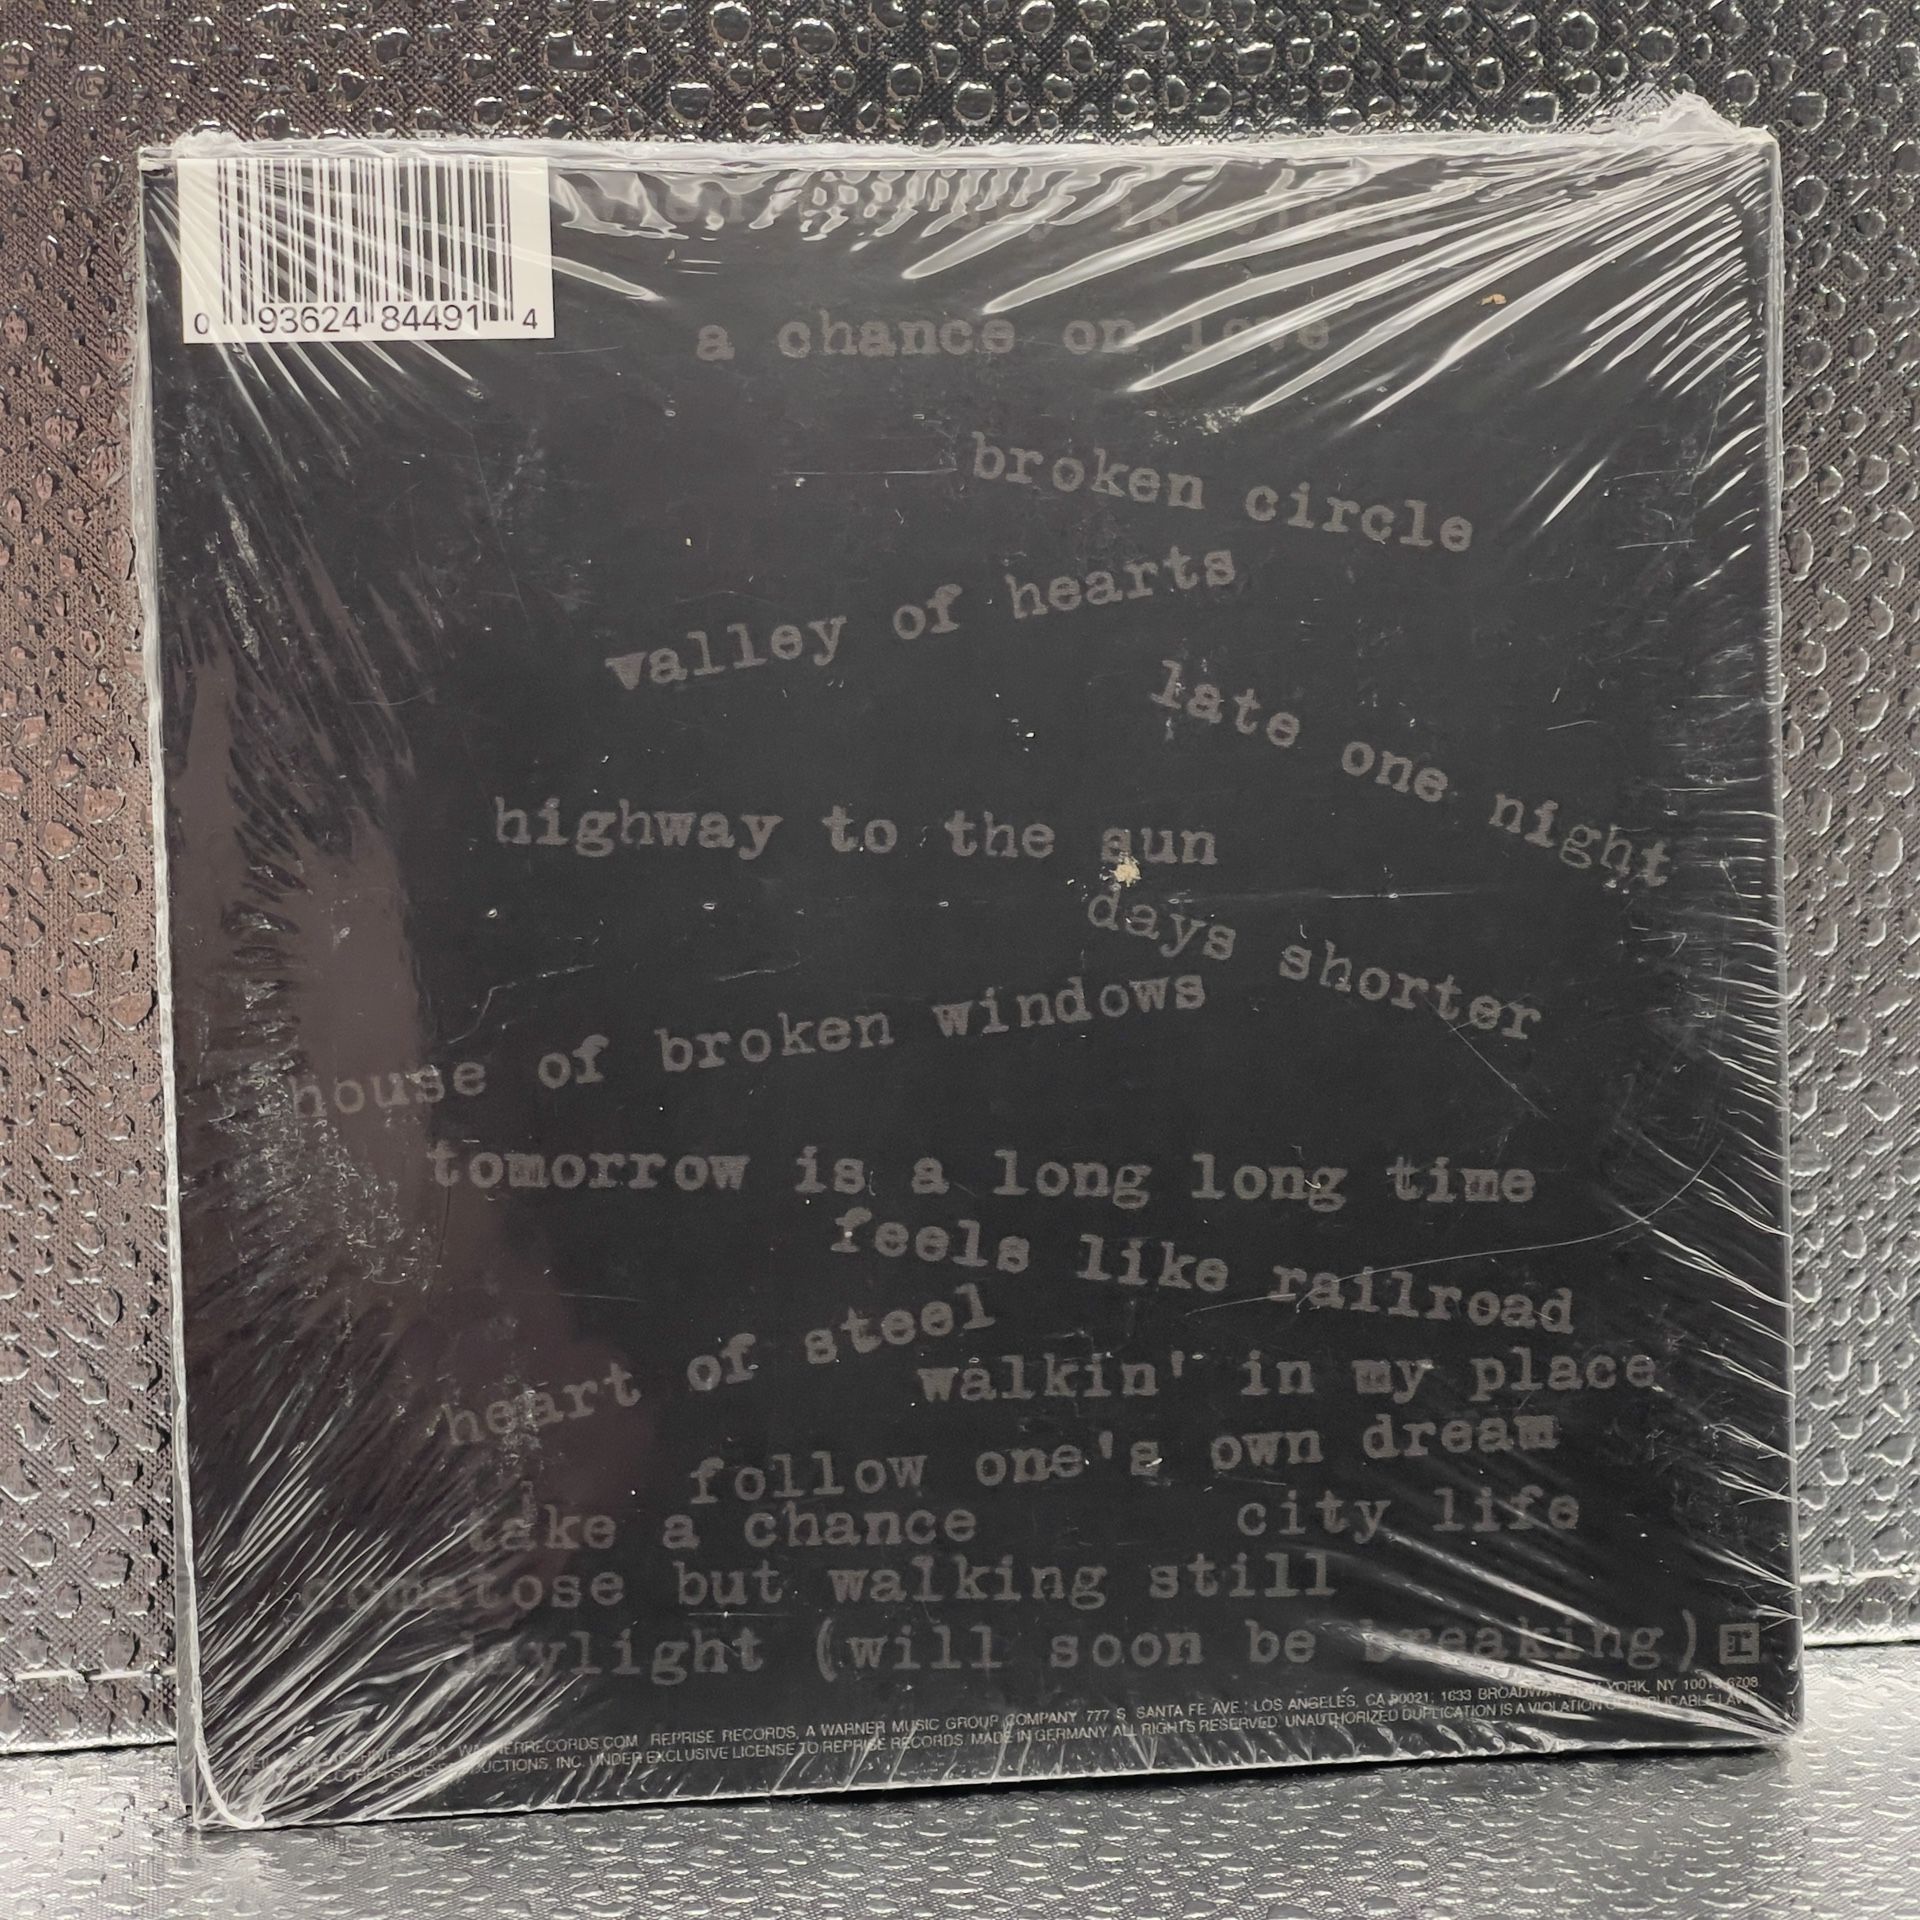 0 93624 84491 4
a chance on love
broken circle
valley of hearts
late one night
highway to the sun
days shorter
house of broken windows
tomorrow is a long long time
feels like railroad
heart of steel
walkin' in my place
follow one's own dream
take a chance
city life
comatose but walking still
daylight (will soon be breaking)
WARNERRECORDS.COM REPRISE RECORDS, A WARNER MUSIC GROUP COMPANY 777 S. SANTA FE AVE., LOS ANGELES, CA 90021; 1633 BROADWAY, NEW YORK, NY
PRODUCTIONS, INC. UNDER EXCLUSIVE LICENSE TO REPRISE RECORDS. MADE IN GERMANY ALL RIGHTS RESERVED. UNAUTHORIZED DUPLICATION IS A VIOLATION OF APPLICABLE LAWS.